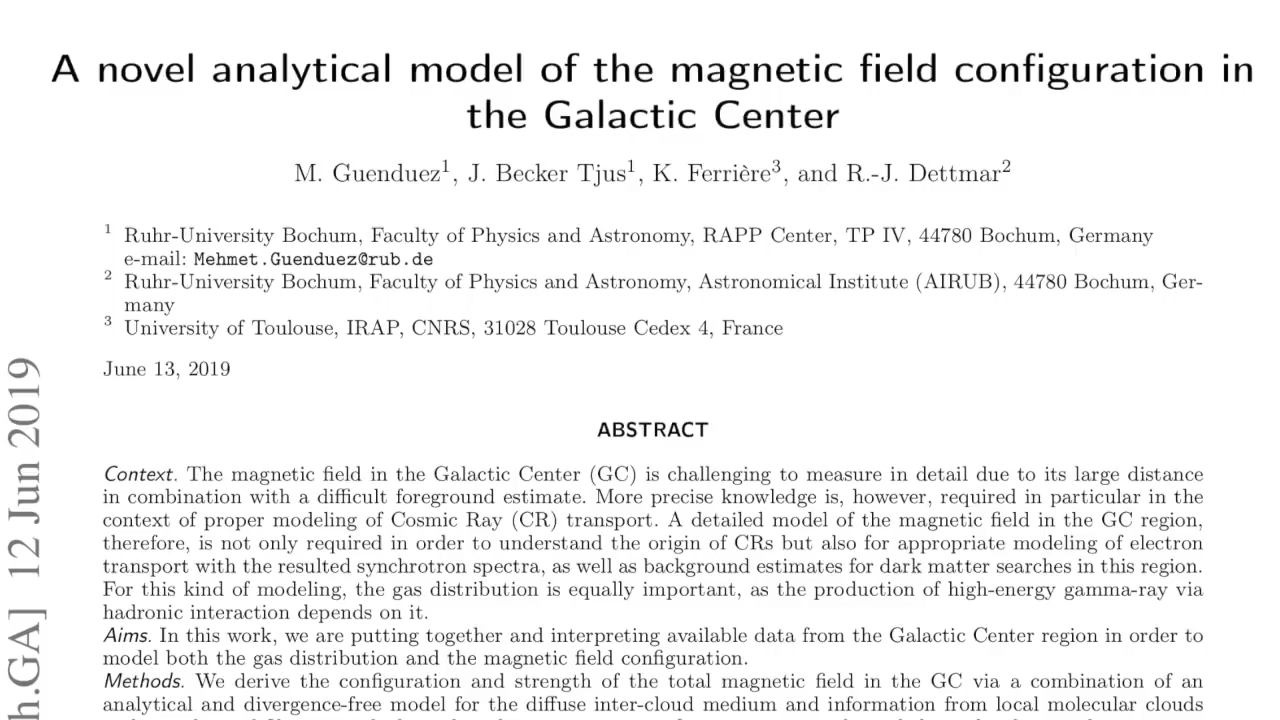 A novel analytical model of the magnetic field configuration in
the Galactic Center
M. Guenduez1, J. Becker Tjus1, K. Ferrière3, and R.-J. Dettmar2
1 Ruhr-University Bochum, Faculty of Physics and Astronomy, RAPP Center, TP IV, 44780 Bochum, Germany
e-mail: Mehmet.Guenduez@rub.de
2 Ruhr-University Bochum, Faculty of Physics and Astronomy, Astronomical Institute (AIRUB), 44780 Bochum, Ger-
many
3 University of Toulouse, IRAP, CNRS, 31028 Toulouse Cedex 4, France
June 13, 2019
h.GA] 12 Jun 2019
ABSTRACT
Context. The magnetic field in the Galactic Center (GC) is challenging to measure in detail due to its large distance
in combination with a difficult foreground estimate. More precise knowledge is, however, required in particular in the
context of proper modeling of Cosmic Ray (CR) transport. A detailed model of the magnetic field in the GC region,
therefore, is not only required in order to understand the origin of CRs but also for appropriate modeling of electron
transport with the resulted synchrotron spectra, as well as background estimates for dark matter searches in this region.
For this kind of modeling, the gas distribution is equally important, as the production of high-energy gamma-ray via
hadronic interaction depends on it.
Aims. In this work, we are putting together and interpreting available data from the Galactic Center region in order to
model both the gas distribution and the magnetic field configuration.
Methods. We derive the configuration and strength of the total magnetic field in the GC via a combination of an
analytical and divergence-free model for the diffuse inter-cloud medium and information from local molecular clouds